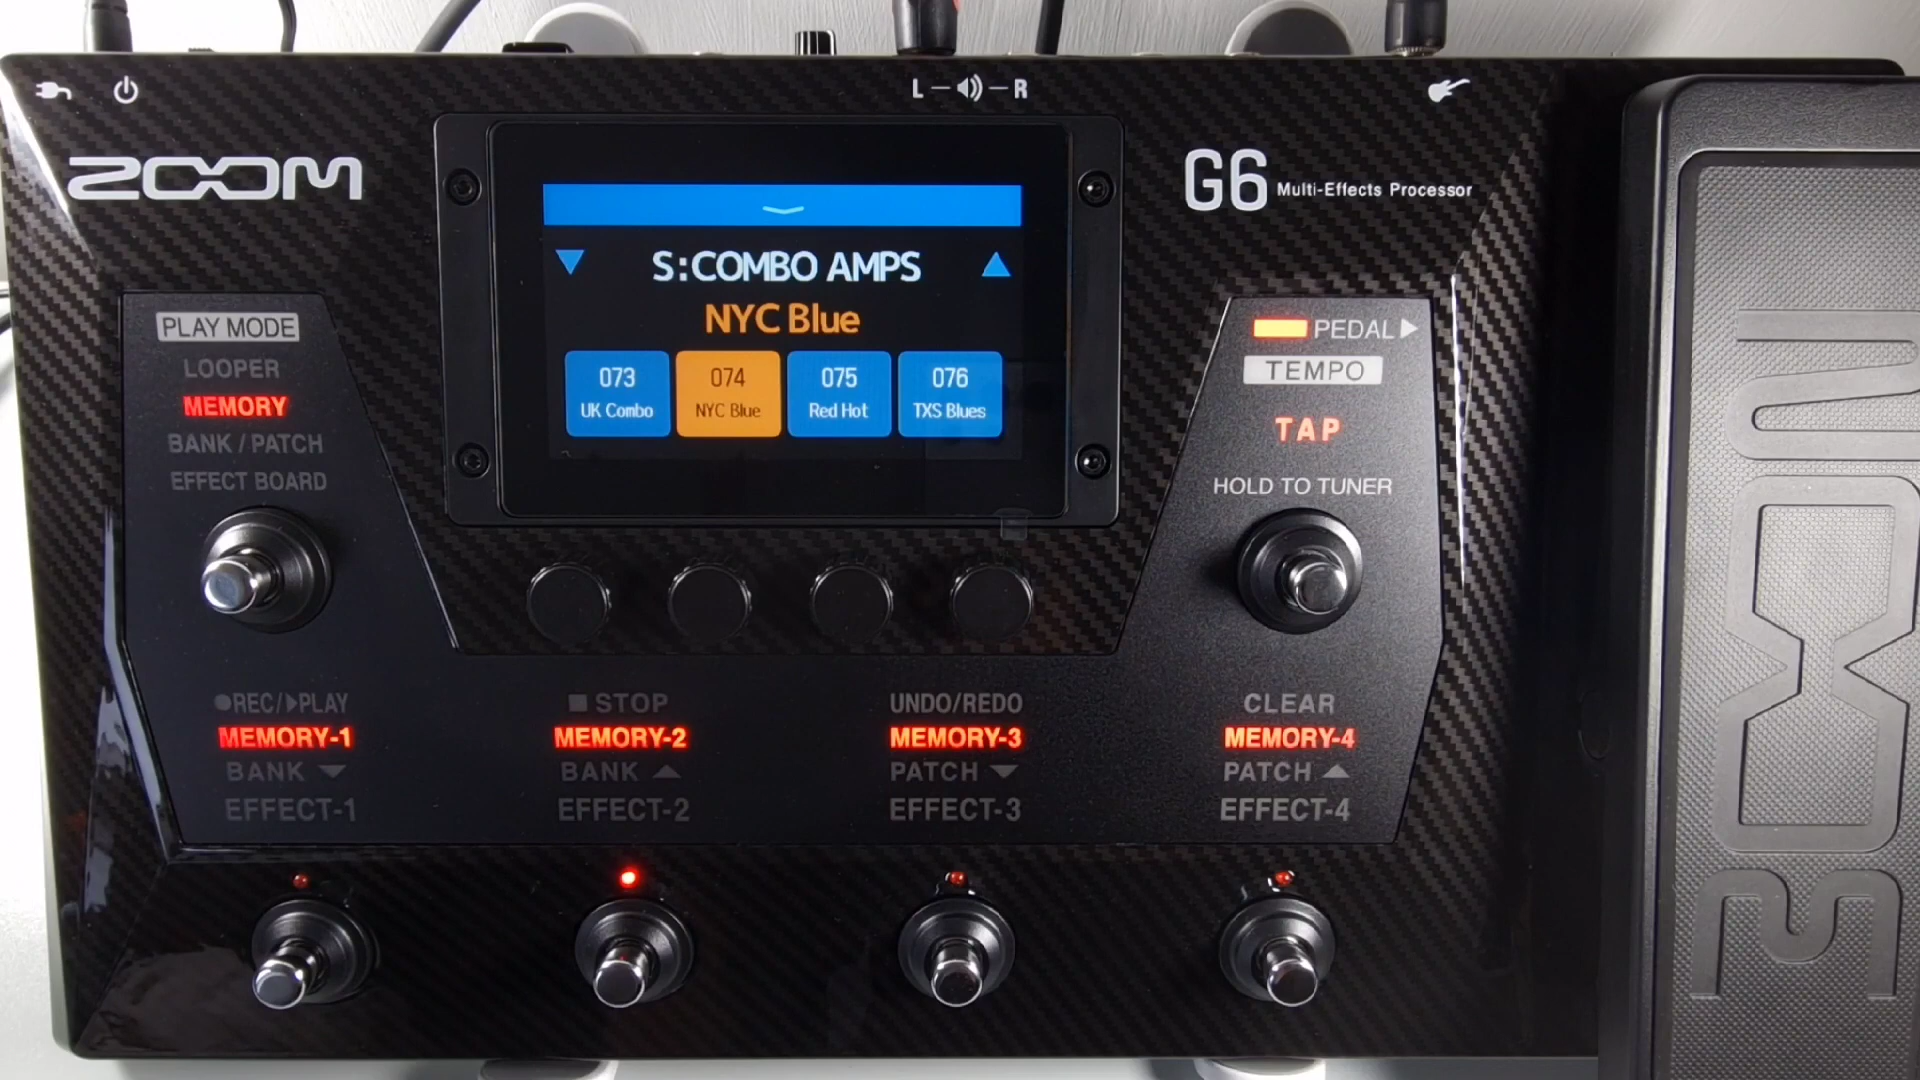 L R
ZOOM
G6 Multi-Effects Processor
S:COMBO AMPS
NYC Blue
073 074 075 076
UK Combo NYC Blue Red Hot TXS Blues
PLAY MODE
LOOPER
MEMORY
BANK / PATCH
EFFECT BOARD
PEDAL
TEMPO
TAP
HOLD TO TUNER
REC/PLAY STOP UNDO/REDO CLEAR
MEMORY-1 MEMORY-2 MEMORY-3 MEMORY-4
BANK BANK PATCH PATCH
EFFECT-1 EFFECT-2 EFFECT-3 EFFECT-4
ZOOM